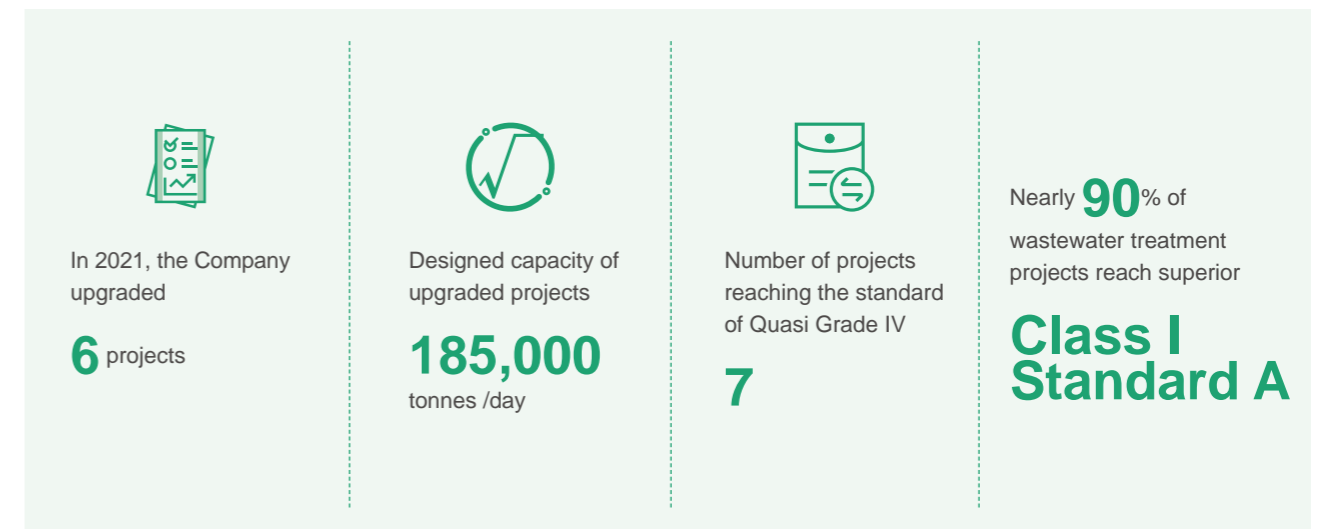 In 2021, the Company
upgraded
6 projects
Designed capacity of
upgraded projects
185,000
tonnes /day
Number of projects
reaching the standard
of Quasi Grade IV
7
Nearly 90% of
wastewater treatment
projects reach superior
Class I
Standard A